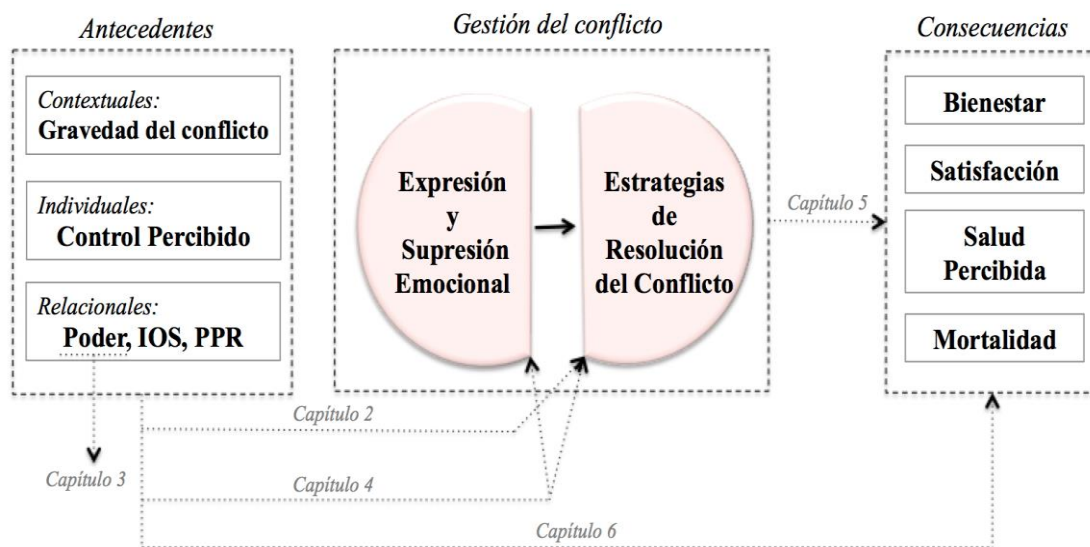 Antecedentes
Gestión del conflicto
Consecuencias
Contextuales:
Gravedad del conflicto
Individuales:
Control Percibido
Relacionales:
Poder, IOS, PPR
Expresión
y
Supresión
Emocional
Estrategias
de
Resolución
del Conflicto
Capítulo 5
Bienestar
Satisfacción
Salud
Percibida
Mortalidad
Capítulo 2
Capítulo 3
Capítulo 4
Capítulo 6